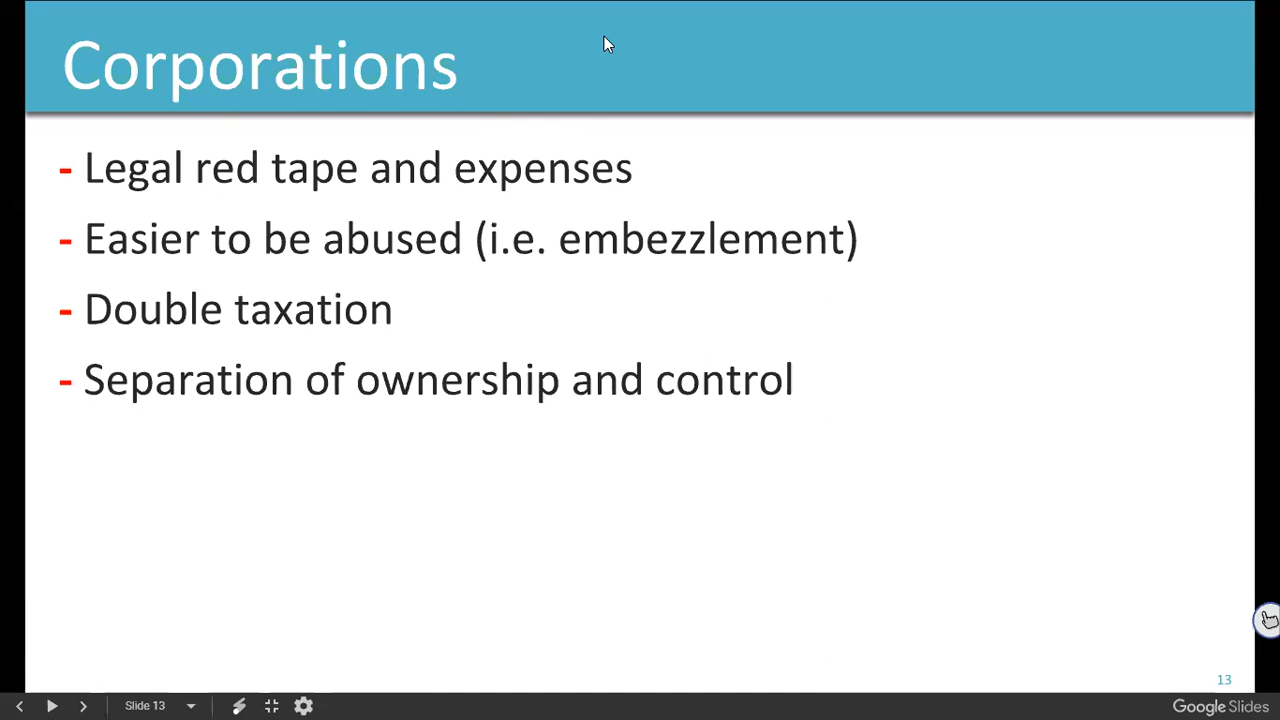 Corporations
- Legal red tape and expenses
- Easier to be abused (i.e. embezzlement)
- Double taxation
- Separation of ownership and control
13
Slide 13
Google Slides